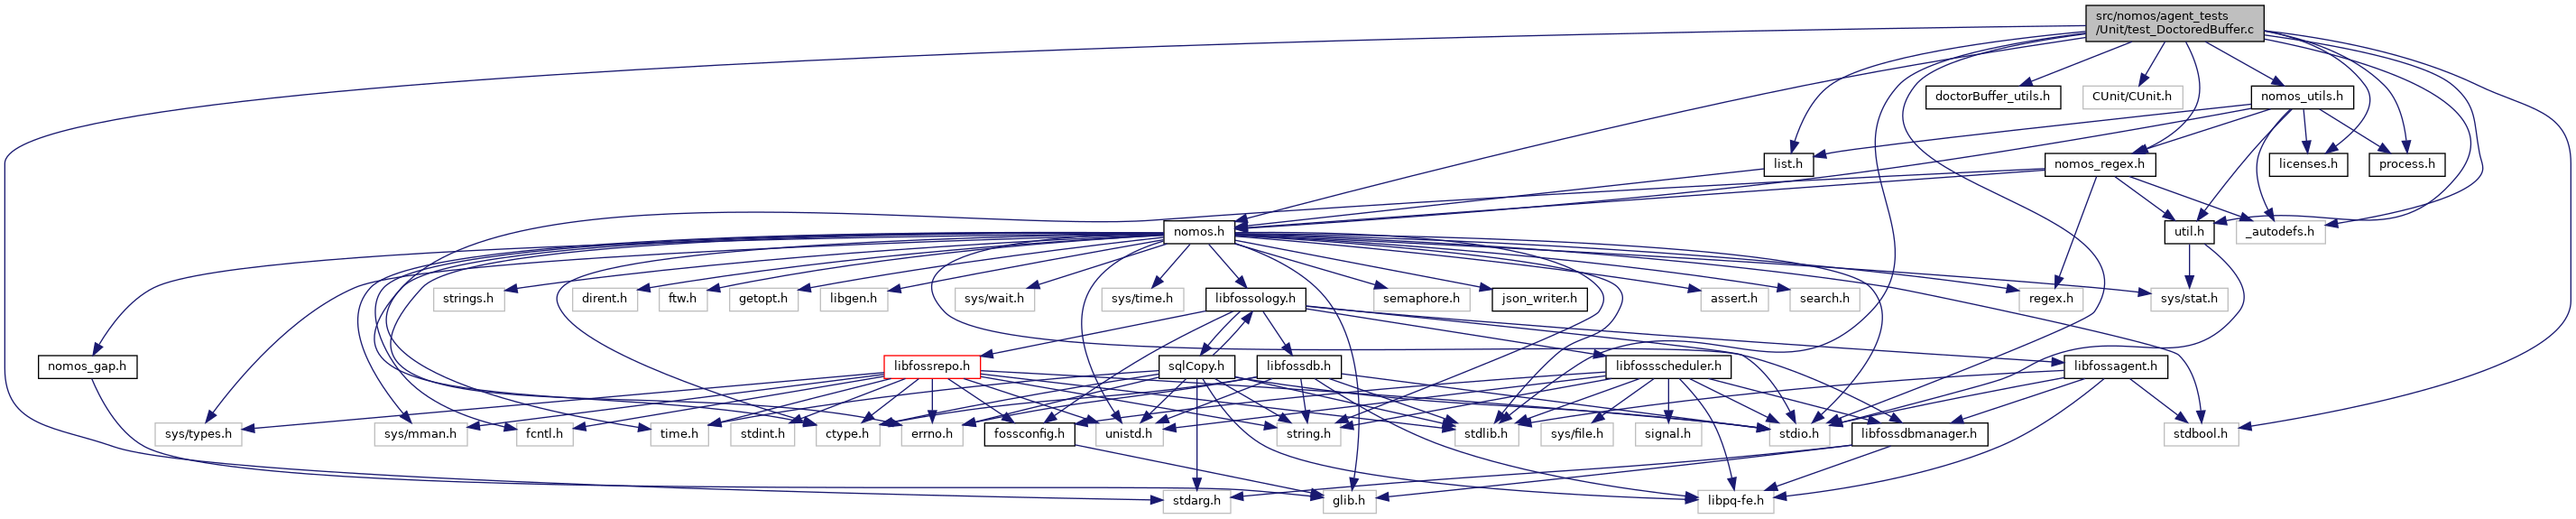 src/nomos/agent_tests
/Unit/test_DoctoredBuffer.c
doctorBuffer_utils.h
CUnit/CUnit.h
nomos_utils.h
list.h
nomos_regex.h
licenses.h
process.h
nomos.h
util.h
_autodefs.h
strings.h
dirent.h
ftw.h
getopt.h
libgen.h
sys/wait.h
sys/time.h
libfossology.h
semaphore.h
json_writer.h
assert.h
search.h
regex.h
sys/stat.h
nomos_gap.h
libfossrepo.h
sqlCopy.h
libfossdb.h
libfossscheduler.h
libfossagent.h
sys/types.h
sys/mman.h
fcntl.h
time.h
stdint.h
ctype.h
errno.h
fossconfig.h
unistd.h
string.h
stdlib.h
sys/file.h
signal.h
stdio.h
libfossdbmanager.h
stdbool.h
stdarg.h
glib.h
libpq-fe.h